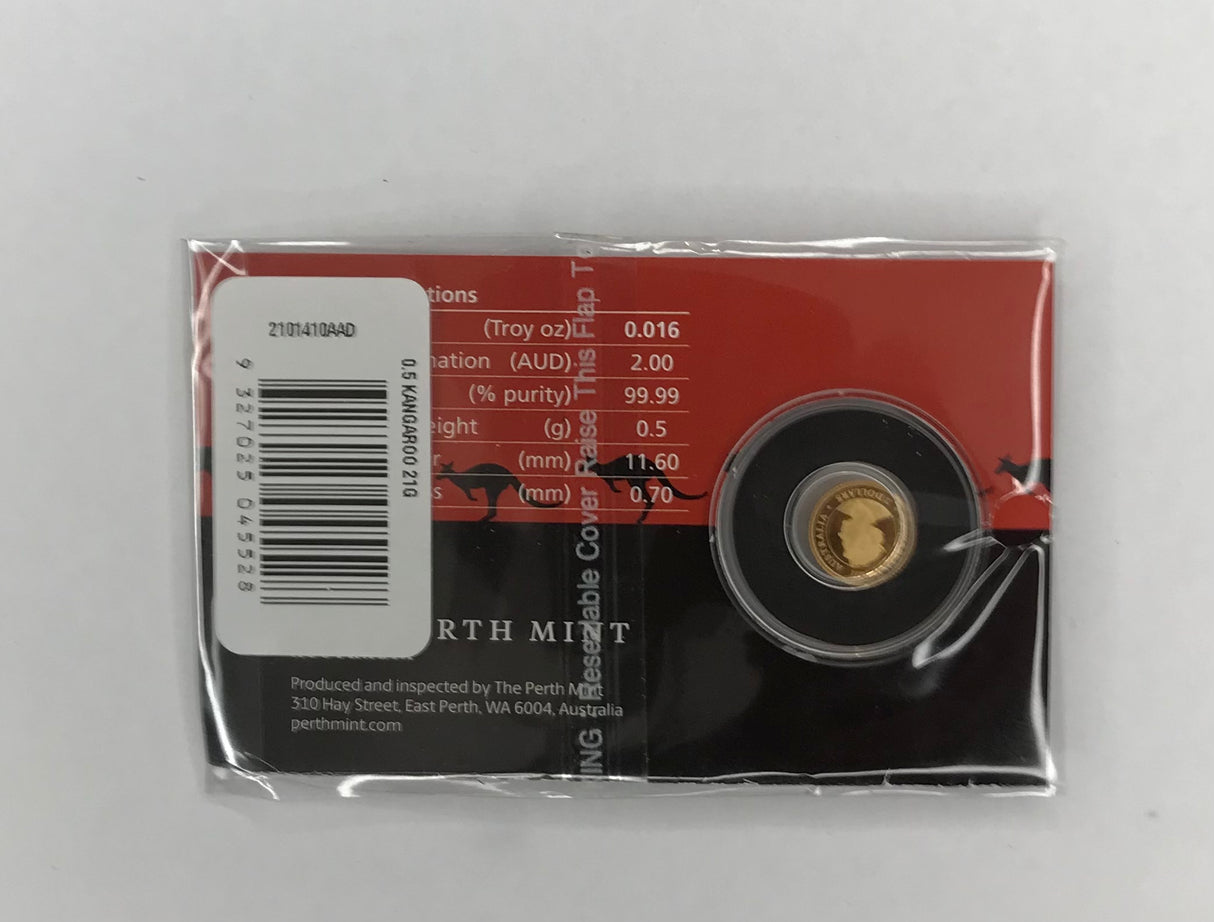 tions
(Troy oz) 0.016
nation (AUD) 2.00
(% purity) 99.99
eight (g) 0.5
r (mm) 11.60
s (mm) 0.70
2101410AAD
0.5 KANGAROO 21G
9 327025 045528
RTH MINT
Produced and inspected by The Perth Mint
310 Hay Street, East Perth, WA 6004, Australia
perthmint.com
ING - Resealable Cover Raise This Flap T
2 DOLLARS
AUSTRALIA